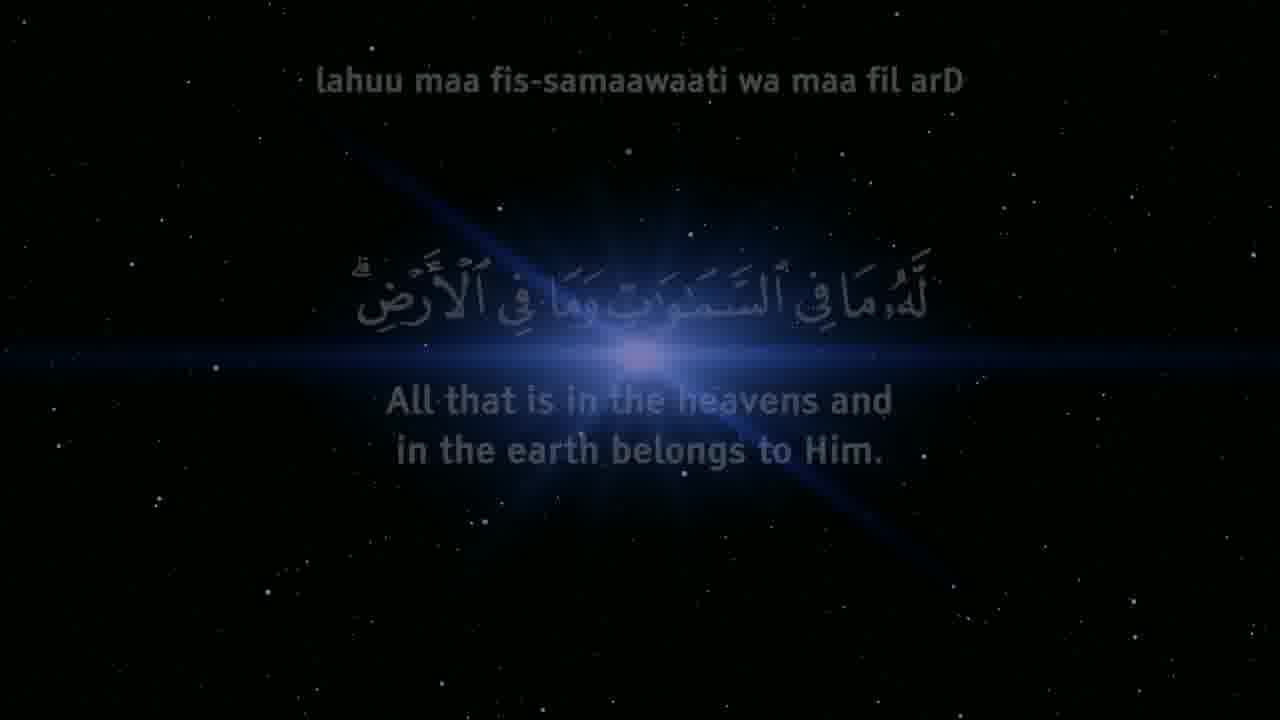 lahuu maa fis-samaawaati wa maa fil arD
لَّهُۥ مَا فِى ٱلسَّمَـٰوَٰتِ وَمَا فِى ٱلْأَرْضِ ۗ
All that is in the heavens and
in the earth belongs to Him.